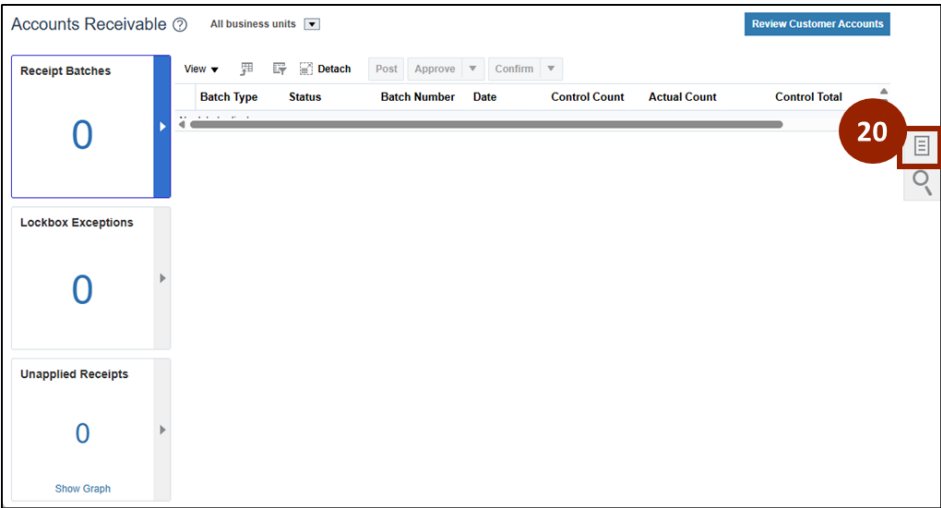 Accounts Receivable ? All business units Review Customer Accounts
Receipt Batches
0
View Detach Post Approve Confirm
Batch Type Status Batch Number Date Control Count Actual Count Control Total
20
Lockbox Exceptions
0
Unapplied Receipts
0
Show Graph